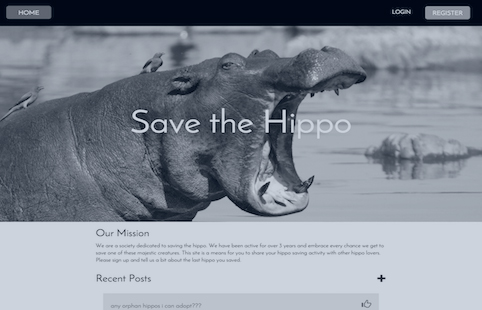 HOME
LOGIN
REGISTER
Save the Hippo
Our Mission
We are a society dedicated to saving the hippo. We have been active for over 3 years and embrace every chance we get to
save one of these majestic creatures. This site is a means for you to share your hippo saving activity with other hippo lovers.
Please sign up and tell us a bit about the last hippo you saved.
Recent Posts
any orphan hippos i can adopt???